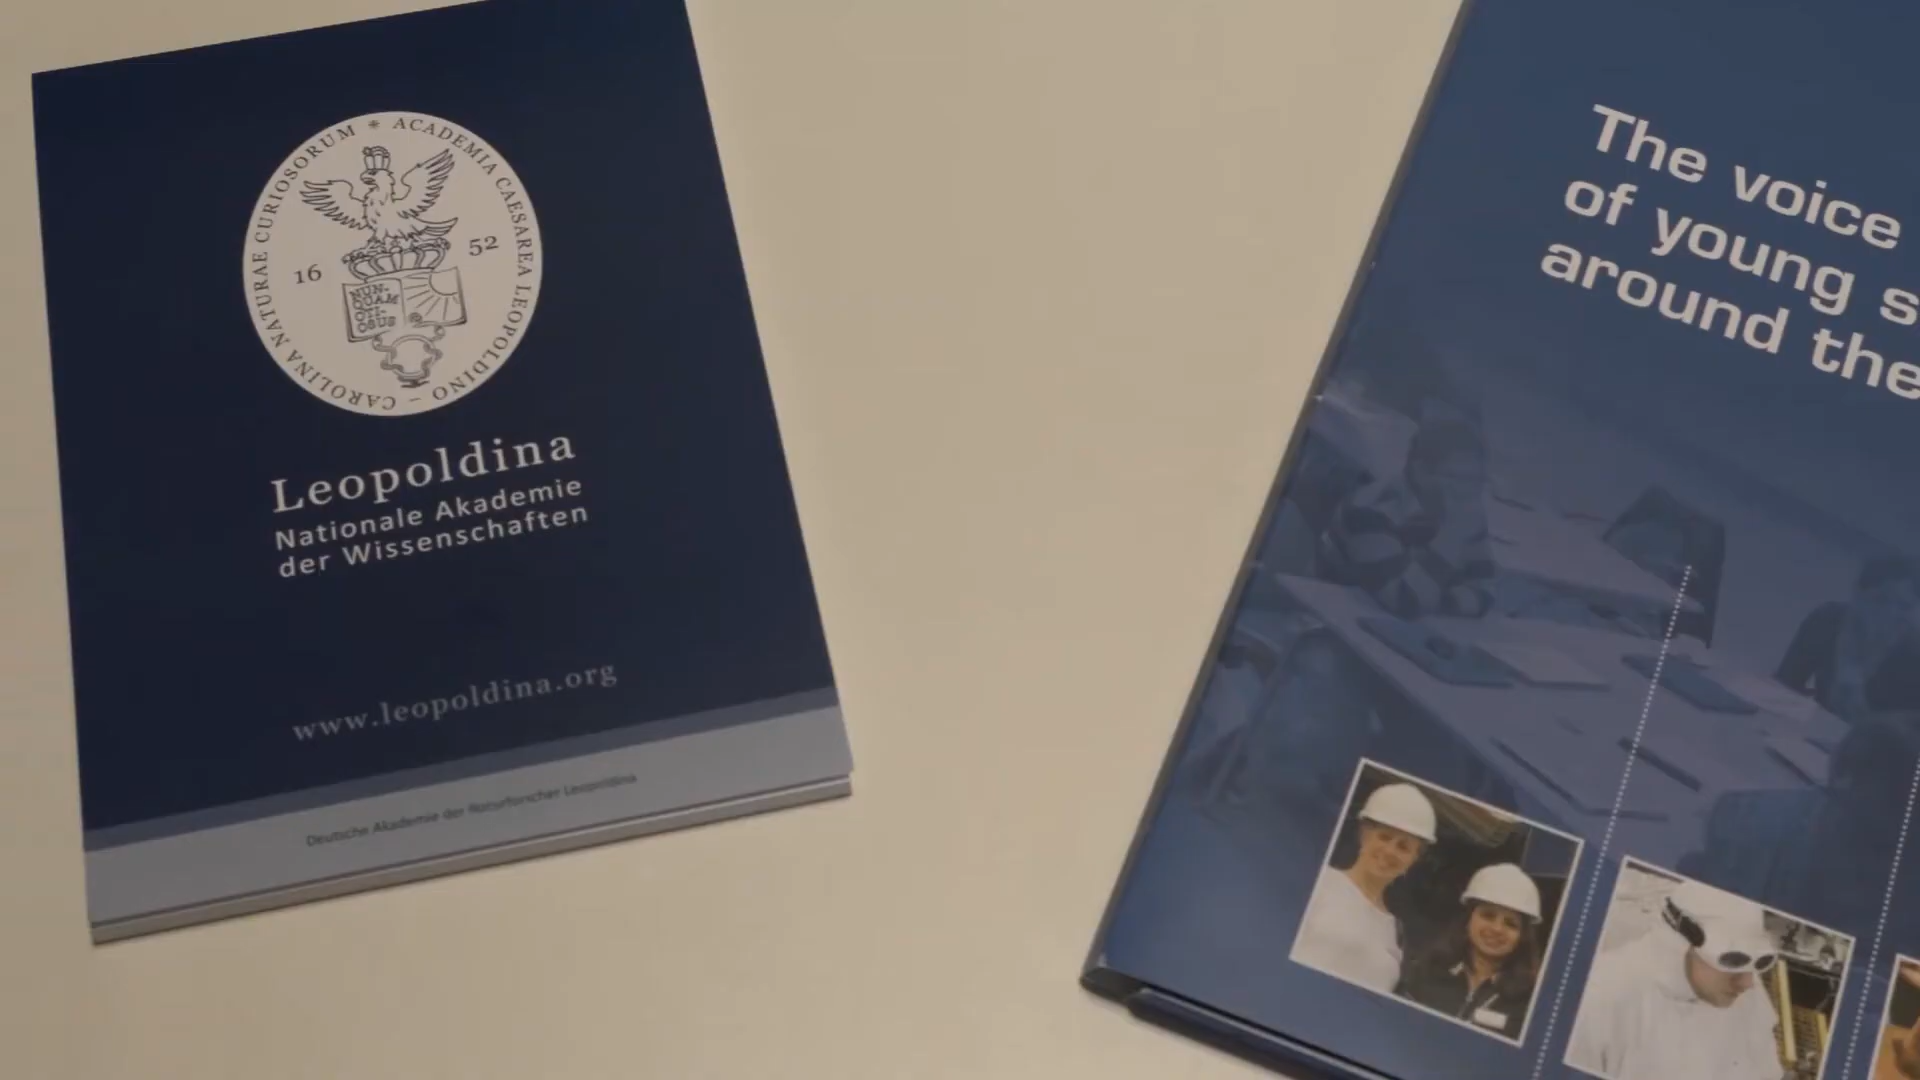 ACADEMIA CAESAREA LEOPOLDINO – CAROLINA NATURAE CURIOSORUM *
16 52
NUN-
QUAM
OTI-
OSUS
Leopoldina
Nationale Akademie
der Wissenschaften
www.leopoldina.org
Deutsche Akademie der Naturforscher Leopoldina
The voice
of young s
around the